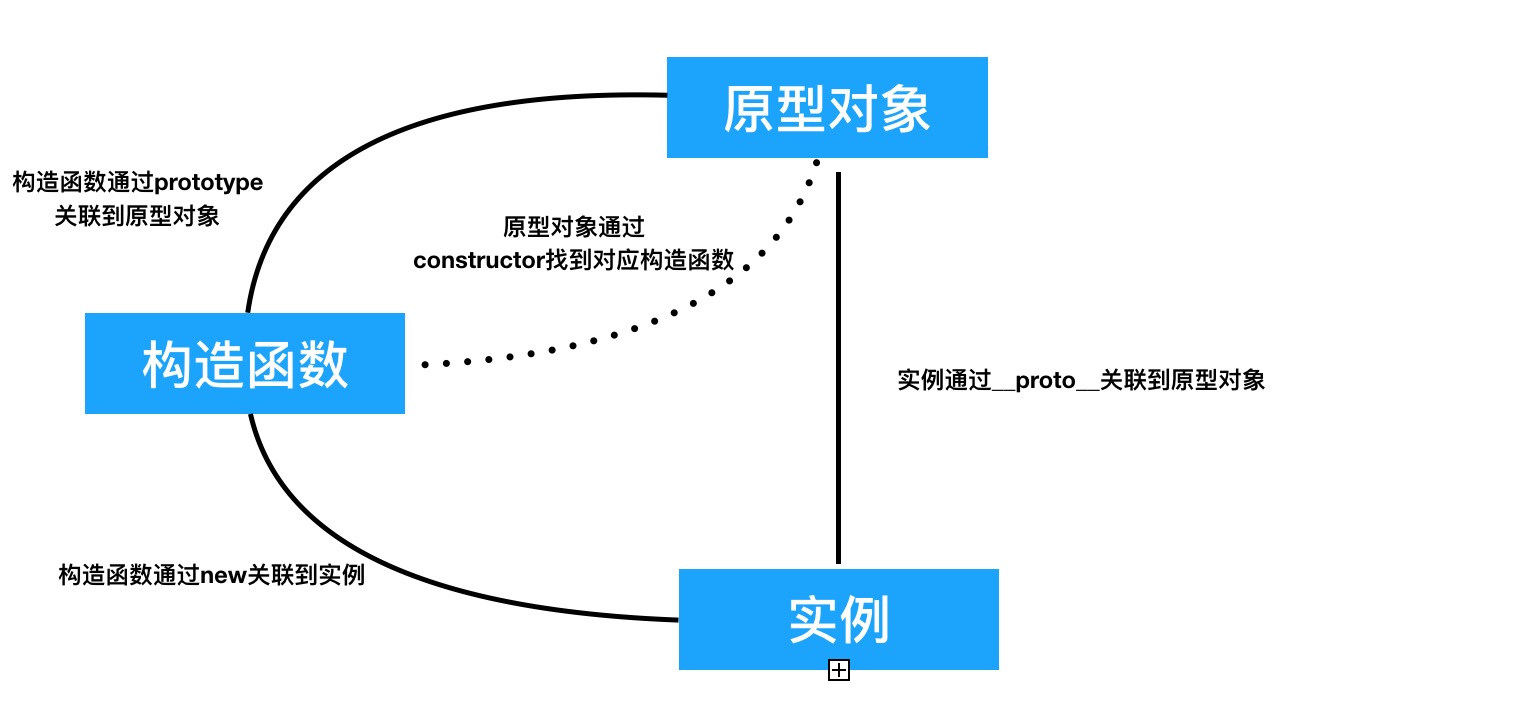 原型对象
构造函数通过prototype
关联到原型对象
原型对象通过
constructor找到对应构造函数
构造函数
实例通过__proto__关联到原型对象
构造函数通过new关联到实例
实例